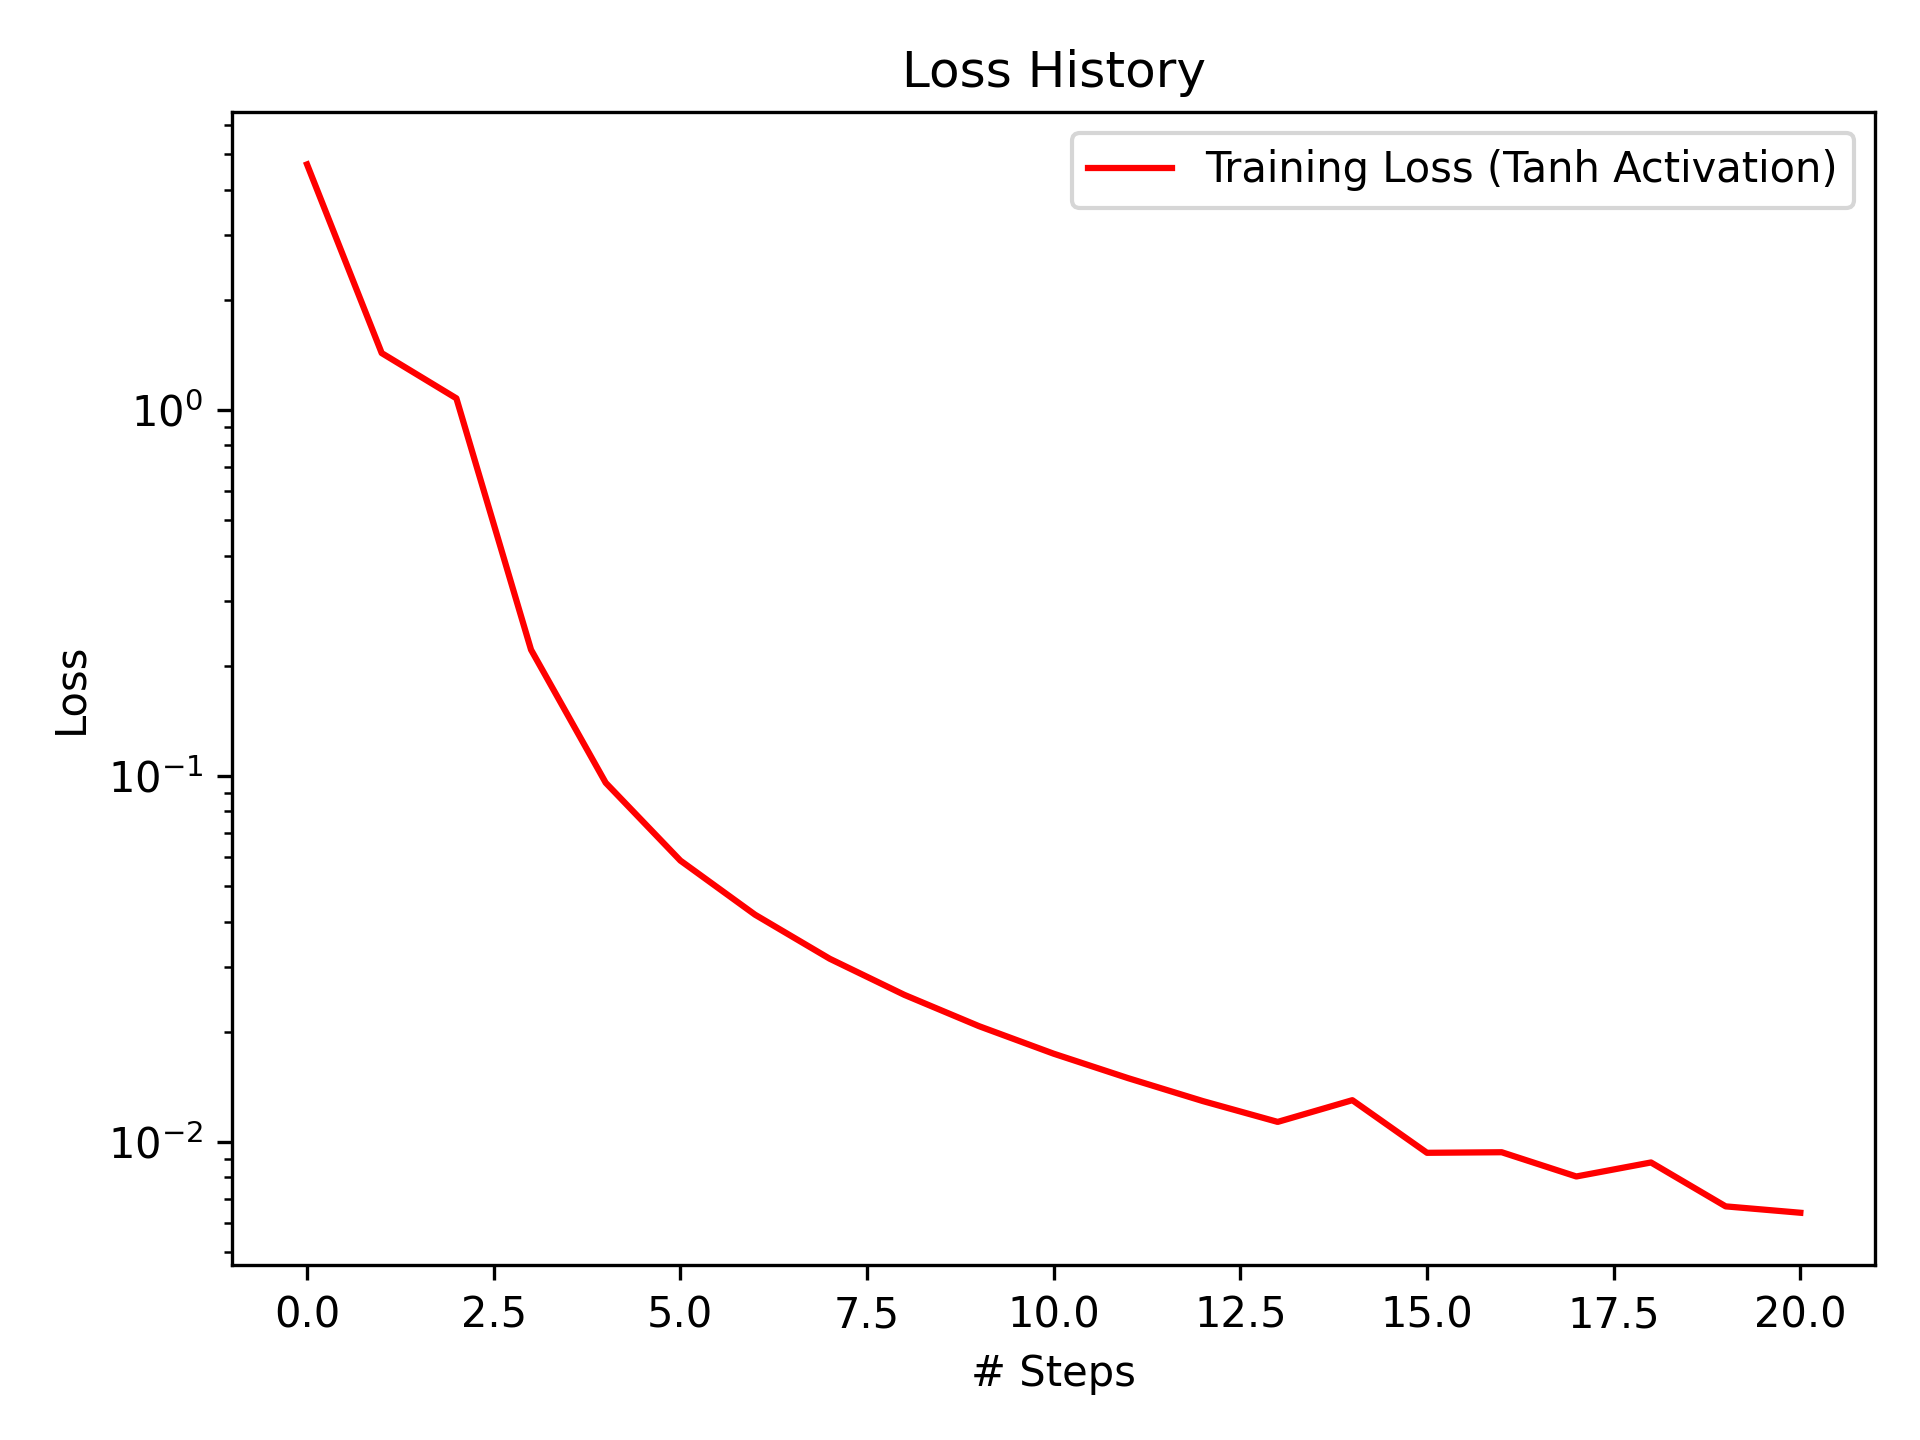 Loss History
Training Loss (Tanh Activation)
Loss
10⁰
10⁻¹
10⁻²
0.0 2.5 5.0 7.5 10.0 12.5 15.0 17.5 20.0
# Steps